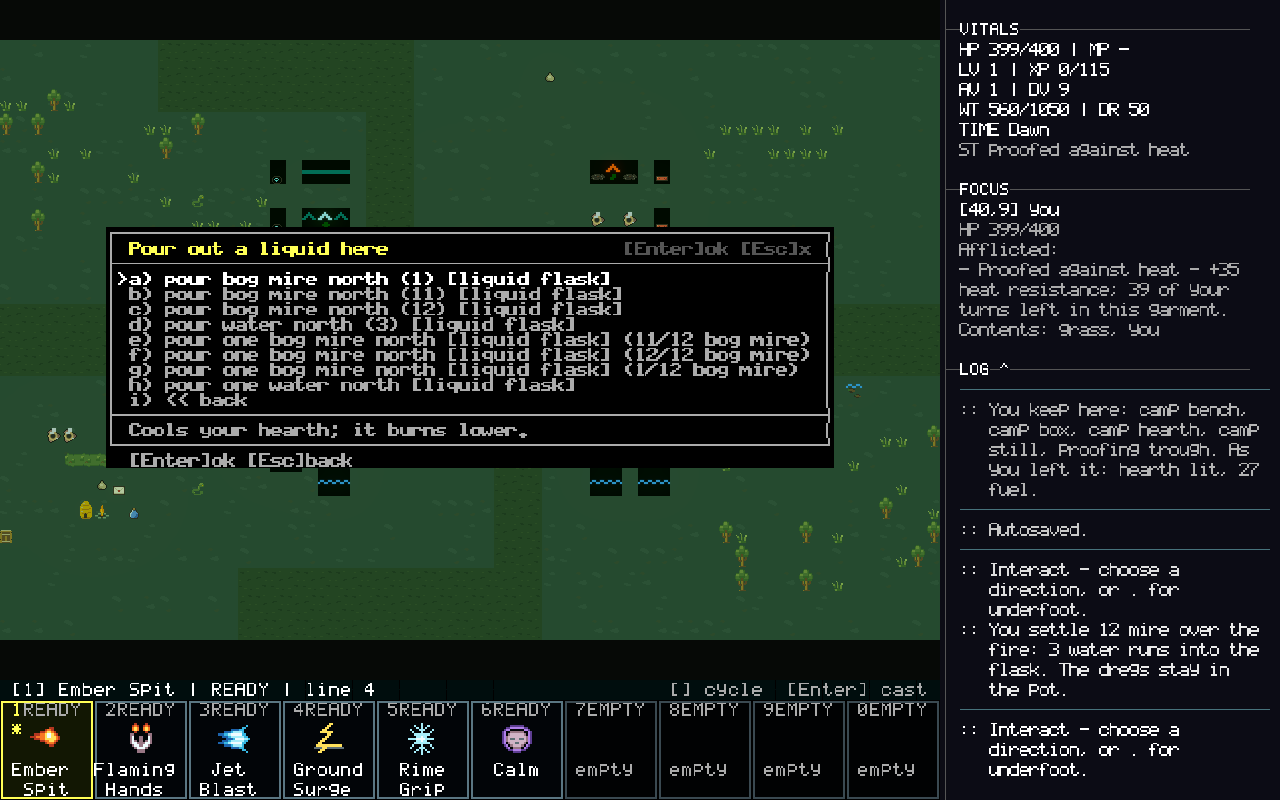 VITALS
HP 399/400 | MP -
LV 1 | XP 0/115
AV 1 | DV 9
WT 560/1050 | DR 50
TIME Dawn
ST Proofed against heat
FOCUS
[40,9] You
HP 399/400
Afflicted:
- Proofed against heat - +35
heat resistance; 39 of your
turns left in this garment.
Contents: grass, You
LOG ^
:: You keep here: camp bench,
camp box, camp hearth, camp
still, Proofing trough. As
you left it: hearth lit, 27
fuel.
:: Autosaved.
:: Interact - choose a
direction, or . for
underfoot.
:: You settle 12 mire over the
fire: 3 water runs into the
flask. The dregs stay in
the Pot.
:: Interact - choose a
direction, or . for
underfoot.
Pour out a liquid here [Enter]ok [Esc]x
>a) pour bog mire north (1) [liquid flask]
b) pour bog mire north (11) [liquid flask]
c) pour bog mire north (12) [liquid flask]
d) pour water north (3) [liquid flask]
e) pour one bog mire north [liquid flask] (11/12 bog mire)
f) pour one bog mire north [liquid flask] (12/12 bog mire)
g) pour one bog mire north [liquid flask] (1/12 bog mire)
h) pour one water north [liquid flask]
i) << back
Cools your hearth; it burns lower.
[Enter]ok [Esc]back
[1] Ember Spit | READY | line 4 [] cycle [Enter] cast
1READY 2READY 3READY 4READY 5READY 6READY 7EMPTY 8EMPTY 9EMPTY 0EMPTY
*
Ember Flaming Jet Ground Rime Calm empty empty empty empty
Spit Hands Blast Surge Grip